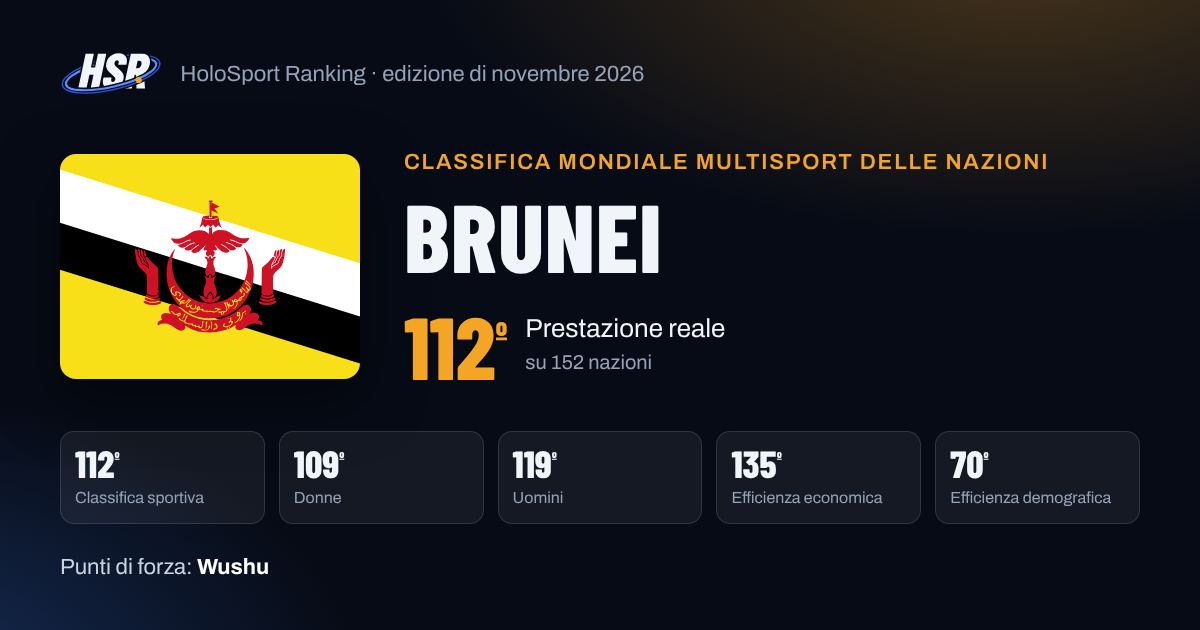 HSR
HoloSport Ranking · edizione di novembre 2026
CLASSIFICA MONDIALE MULTISPORT DELLE NAZIONI
BRUNEI
112º
Prestazione reale
su 152 nazioni
112º
Classifica sportiva
109º
Donne
119º
Uomini
135º
Efficienza economica
70º
Efficienza demografica
Punti di forza: Wushu